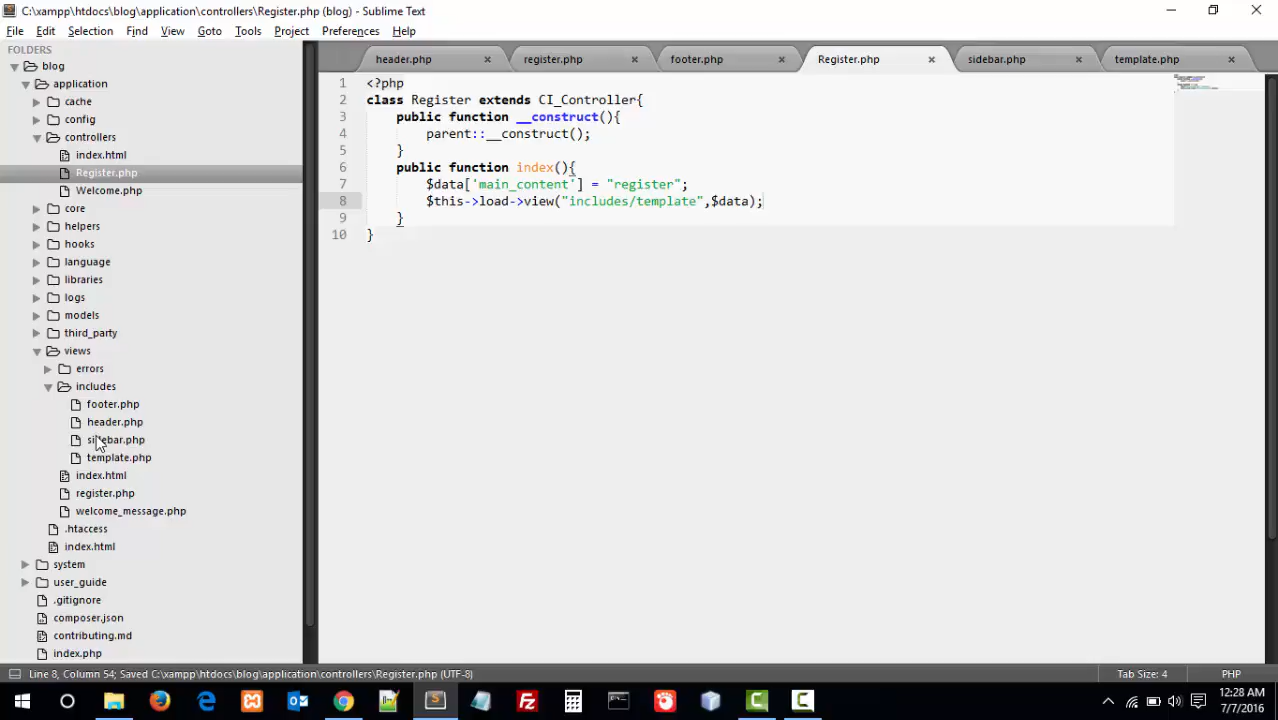 C:\xampp\htdocs\blog\application\controllers\Register.php (blog) - Sublime Text
File Edit Selection Find View Goto Tools Project Preferences Help
FOLDERS
blog
application
cache
config
controllers
index.html
Register.php
Welcome.php
core
helpers
hooks
language
libraries
logs
models
third_party
views
errors
includes
footer.php
header.php
sidebar.php
template.php
index.html
register.php
welcome_message.php
.htaccess
index.html
system
user_guide
.gitignore
composer.json
contributing.md
index.php
header.php register.php footer.php Register.php sidebar.php template.php
1 <?php
2 class Register extends CI_Controller{
3 public function __construct(){
4 parent::__construct();
5 }
6 public function index(){
7 $data['main_content'] = "register";
8 $this->load->view("includes/template",$data);
9 }
10 }
Line 8, Column 54; Saved C:\xampp\htdocs\blog\application\controllers\Register.php (UTF-8) Tab Size: 4 PHP
12:28 AM
7/7/2016